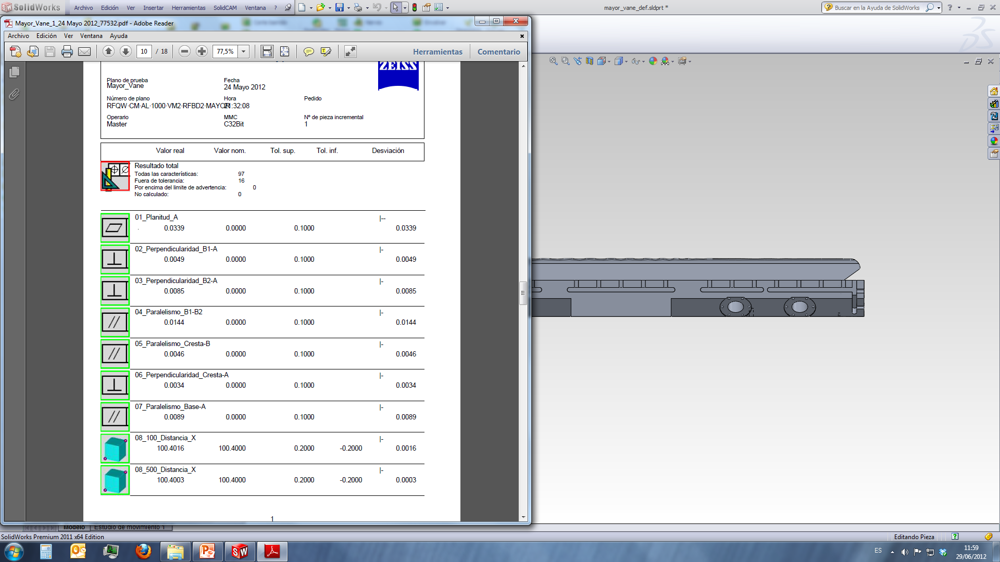 SolidWorks
Archivo Edición Ver Insertar Herramientas SolidCAM Ventana ?
mayor_vane_def.sldprt *
Buscar en la Ayuda de SolidWorks
Mayor_Vane_1_24 Mayo 2012_77532.pdf - Adobe Reader
Archivo Edición Ver Ventana Ayuda
10 / 18 77,5% Herramientas Comentario
ZEISS
Plano de prueba Fecha
Mayor_Vane 24 Mayo 2012
Número de plano Hora Pedido
RFQW·CM·AL·1000·VM2·RFBD2·MAYOR 21:32:08
Operario MMC Nº de pieza incremental
Master C32Bit 1
Valor real Valor nom. Tol. sup. Tol. inf. Desviación
Resultado total
Todas las características: 97
Fuera de tolerancia: 16
Por encima del limite de advertencia: 0
No calculado: 0
01_Planitud_A |--
0.0339 0.0000 0.1000 0.0339
02_Perpendicularidad_B1-A |-
0.0049 0.0000 0.1000 0.0049
03_Perpendicularidad_B2-A |-
0.0085 0.0000 0.1000 0.0085
04_Paralelismo_B1-B2 |-
0.0144 0.0000 0.1000 0.0144
05_Paralelismo_Cresta-B |-
0.0046 0.0000 0.1000 0.0046
06_Perpendicularidad_Cresta-A |-
0.0034 0.0000 0.1000 0.0034
07_Paralelismo_Base-A |-
0.0089 0.0000 0.1000 0.0089
08_100_Distancia_X |-
100.4016 100.4000 0.2000 -0.2000 0.0016
08_500_Distancia_X |-
100.4003 100.4000 0.2000 -0.2000 0.0003
1
Modelo Estudio de movimiento 1
SolidWorks Premium 2011 x64 Edition
Editando Pieza
ES
11:59
29/06/2012